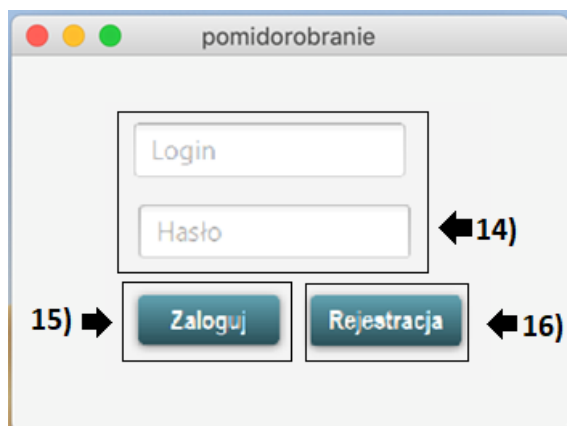 pomidorobranie
Login
Hasło
14)
15) Zaloguj Rejestracja 16)